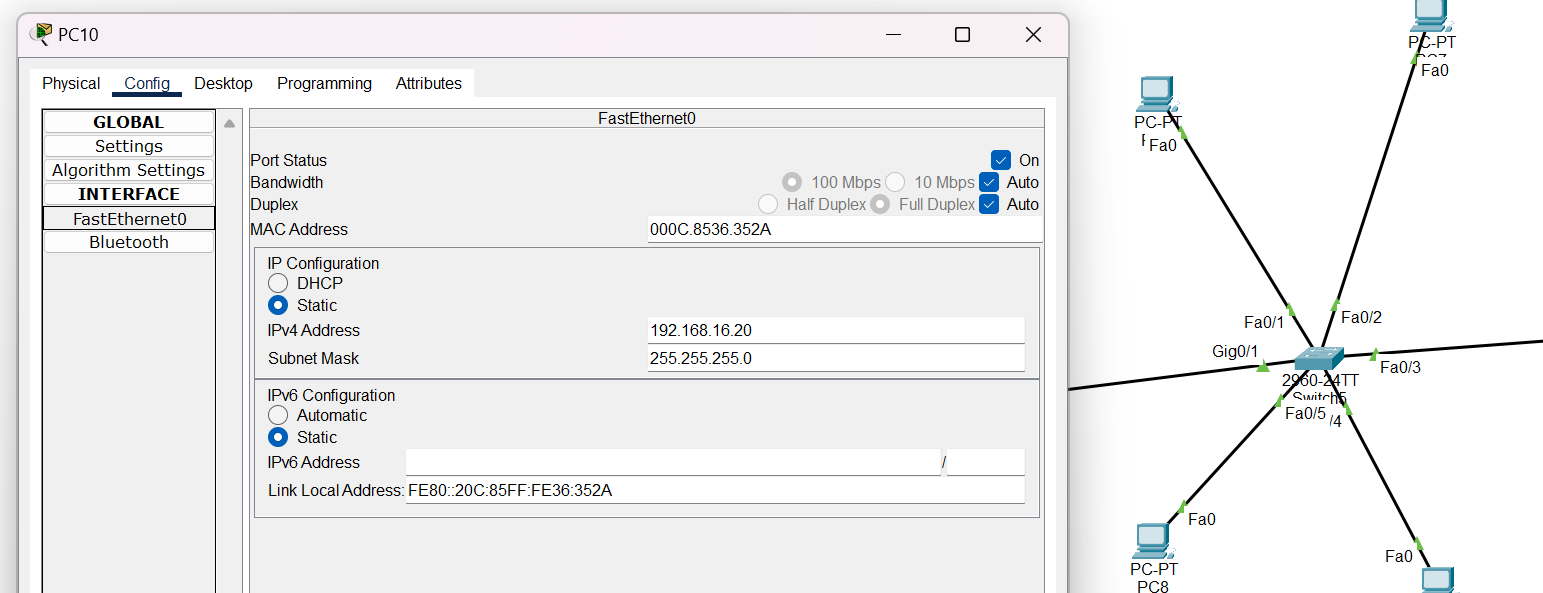 PC10
Physical Config Desktop Programming Attributes
GLOBAL
Settings
Algorithm Settings
INTERFACE
FastEthernet0
Bluetooth
FastEthernet0
Port Status On
Bandwidth 100 Mbps 10 Mbps Auto
Duplex Half Duplex Full Duplex Auto
MAC Address 000C.8536.352A
IP Configuration
DHCP
Static
IPv4 Address 192.168.16.20
Subnet Mask 255.255.255.0
IPv6 Configuration
Automatic
Static
IPv6 Address /
Link Local Address: FE80::20C:85FF:FE36:352A
PC-PT
Fa0
PC-PT
Fa0
Fa0/1
Fa0/2
Gig0/1
Fa0/3
2960-24TT
Switch5
Fa0/5
/4
Fa0
PC-PT
PC8
Fa0